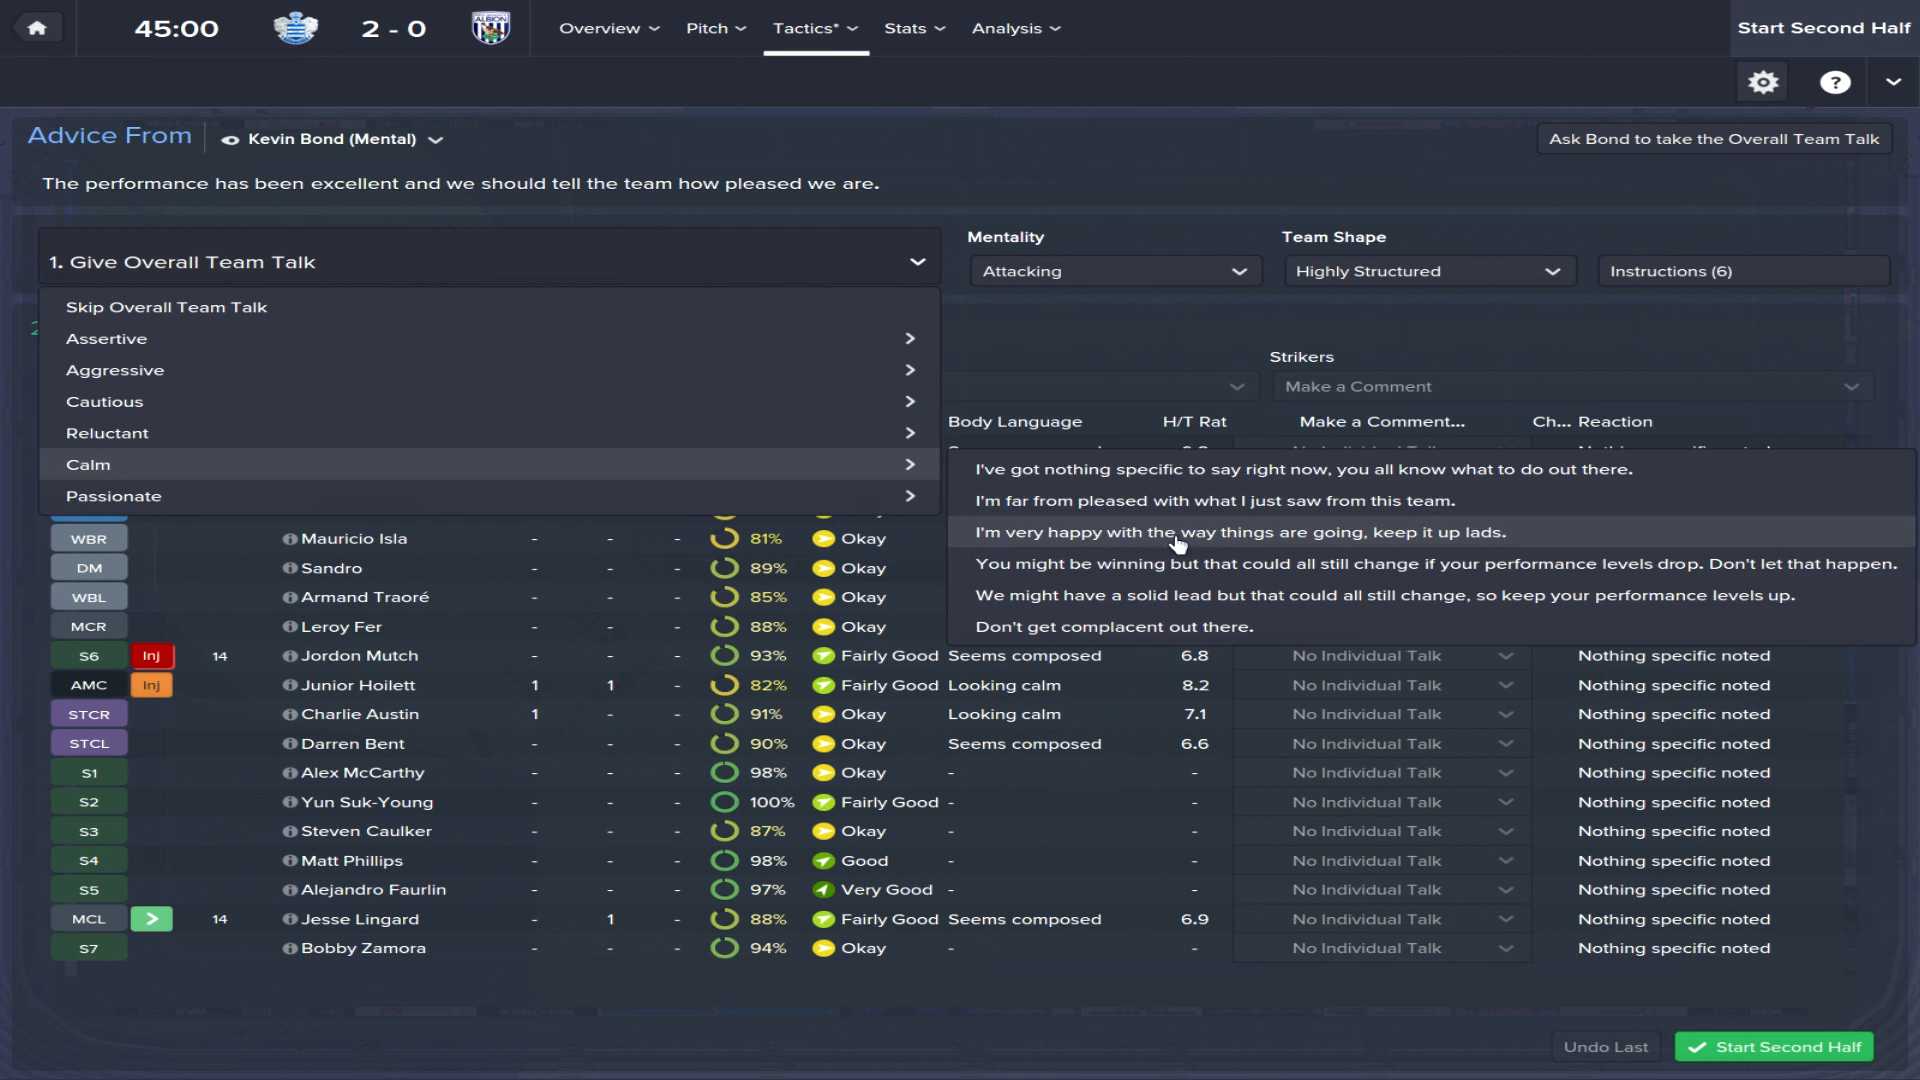 45:00 2 - 0 Overview Pitch Tactics* Stats Analysis Start Second Half
Advice From Kevin Bond (Mental) Ask Bond to take the Overall Team Talk
The performance has been excellent and we should tell the team how pleased we are.
Mentality Team Shape
1. Give Overall Team Talk Attacking Highly Structured Instructions (6)
Skip Overall Team Talk
Assertive
Strikers
Aggressive Make a Comment
Cautious Body Language H/T Rat Make a Comment... Ch... Reaction
Reluctant
Calm I've got nothing specific to say right now, you all know what to do out there.
Passionate I'm far from pleased with what I just saw from this team.
I'm very happy with the way things are going, keep it up lads.
You might be winning but that could all still change if your performance levels drop. Don't let that happen.
We might have a solid lead but that could all still change, so keep your performance levels up.
Don't get complacent out there.
WBR Mauricio Isla - - - 81% Okay
DM Sandro - - - 89% Okay
WBL Armand Traoré - - - 85% Okay
MCR Leroy Fer - - - 88% Okay
S6 Inj 14 Jordon Mutch - - - 93% Fairly Good Seems composed 6.8 No Individual Talk Nothing specific noted
AMC Inj Junior Hoilett 1 1 - 82% Fairly Good Looking calm 8.2 No Individual Talk Nothing specific noted
STCR Charlie Austin 1 - - 91% Okay Looking calm 7.1 No Individual Talk Nothing specific noted
STCL Darren Bent - - - 90% Okay Seems composed 6.6 No Individual Talk Nothing specific noted
S1 Alex McCarthy - - - 98% Okay - - No Individual Talk Nothing specific noted
S2 Yun Suk-Young - - - 100% Fairly Good - - No Individual Talk Nothing specific noted
S3 Steven Caulker - - - 87% Okay - - No Individual Talk Nothing specific noted
S4 Matt Phillips - - - 98% Good - - No Individual Talk Nothing specific noted
S5 Alejandro Faurlin - - - 97% Very Good - - No Individual Talk Nothing specific noted
MCL 14 Jesse Lingard - 1 - 88% Fairly Good Seems composed 6.9 No Individual Talk Nothing specific noted
S7 Bobby Zamora - - - 94% Okay - - No Individual Talk Nothing specific noted
Undo Last Start Second Half